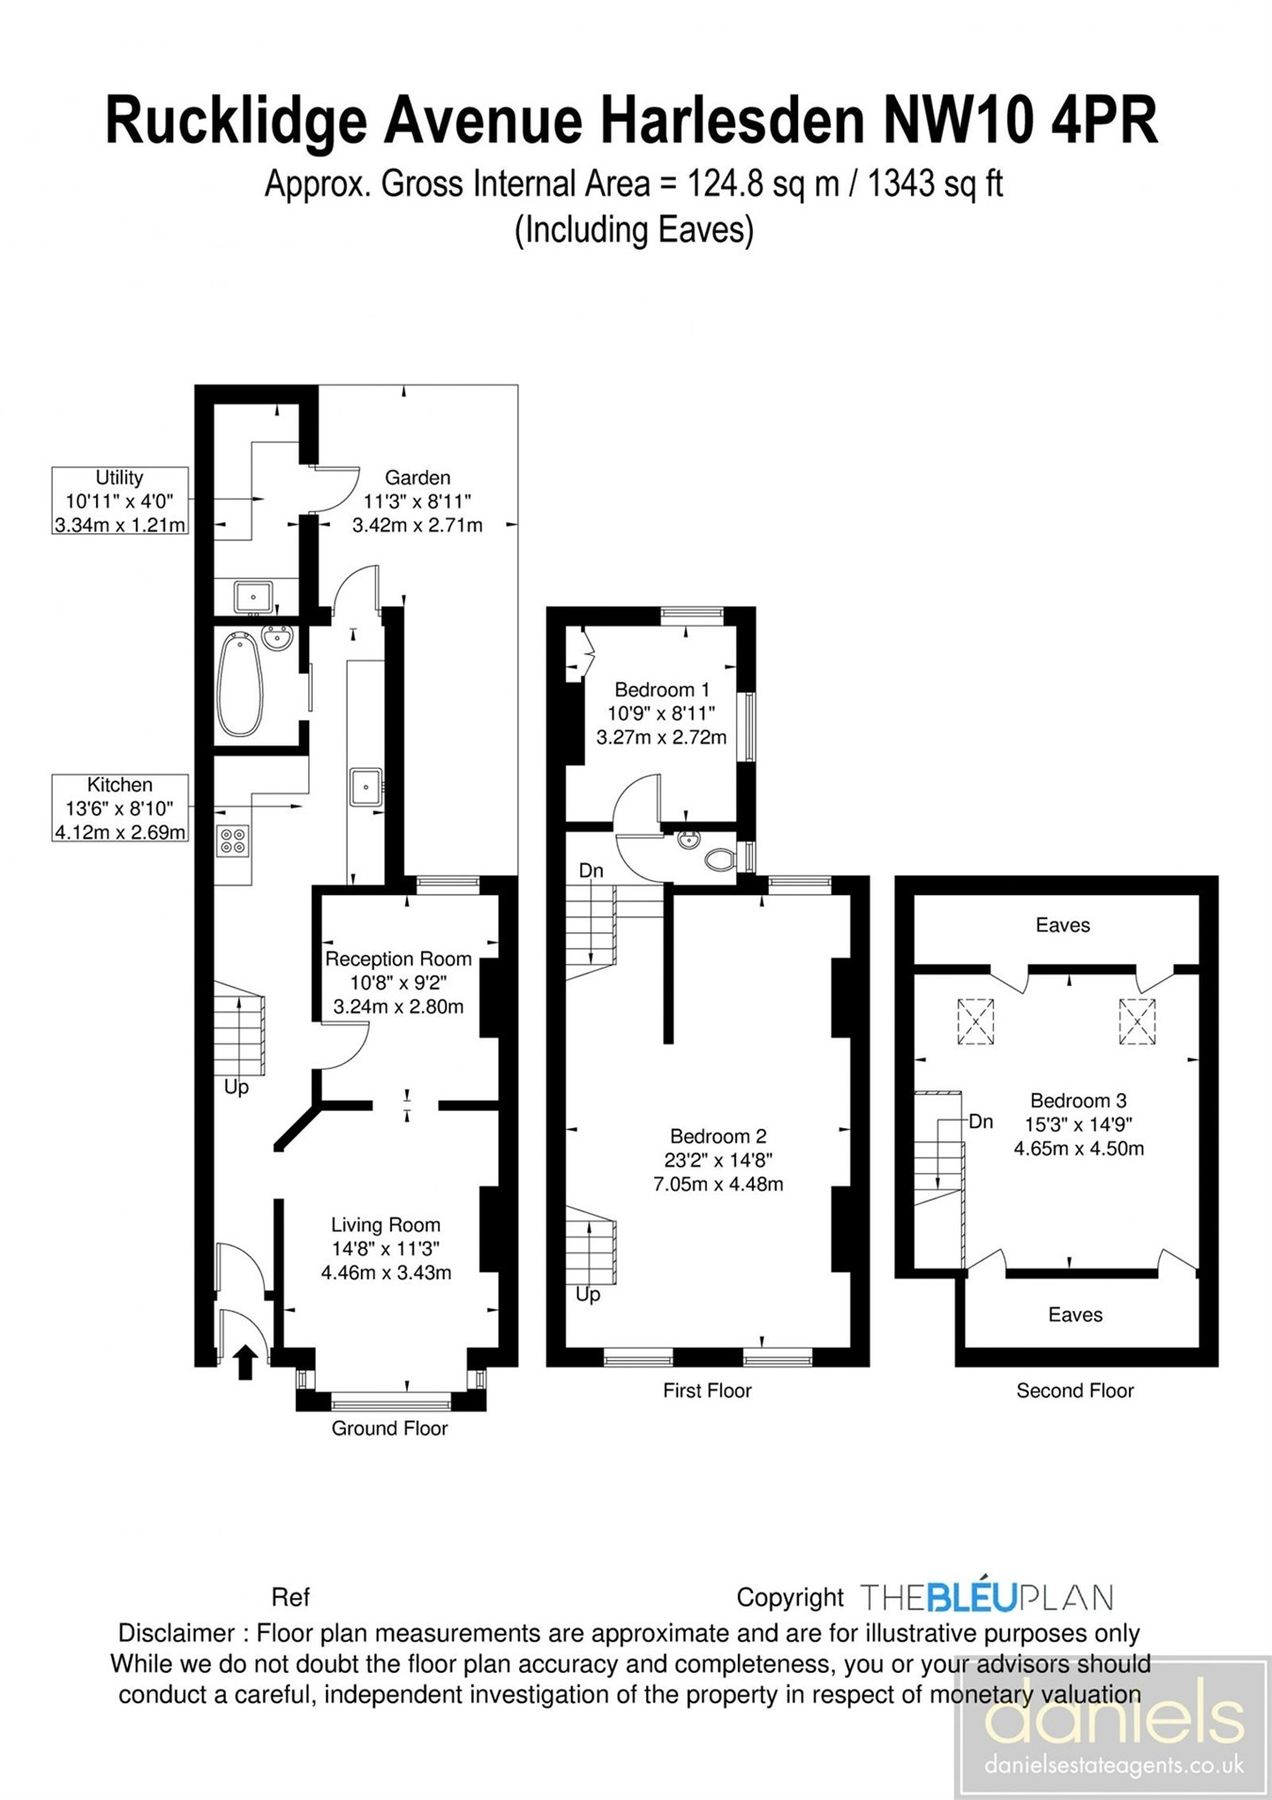 Rucklidge Avenue Harlesden NW10 4PR
Approx. Gross Internal Area = 124.8 sq m / 1343 sq ft
(Including Eaves)
Utility
10'11" x 4'0"
3.34m x 1.21m
Garden
11'3" x 8'11"
3.42m x 2.71m
Kitchen
13'6" x 8'10"
4.12m x 2.69m
Reception Room
10'8" x 9'2"
3.24m x 2.80m
Up
Living Room
14'8" x 11'3"
4.46m x 3.43m
Ground Floor
Bedroom 1
10'9" x 8'11"
3.27m x 2.72m
Dn
Bedroom 2
23'2" x 14'8"
7.05m x 4.48m
Up
First Floor
Eaves
Bedroom 3
15'3" x 14'9"
4.65m x 4.50m
Dn
Eaves
Second Floor
Ref
Copyright THEBLÉUPLAN
Disclaimer : Floor plan measurements are approximate and are for illustrative purposes only
While we do not doubt the floor plan accuracy and completeness, you or your advisors should
conduct a careful, independent investigation of the property in respect of monetary valuation
daniels
danielsestateagents.co.uk